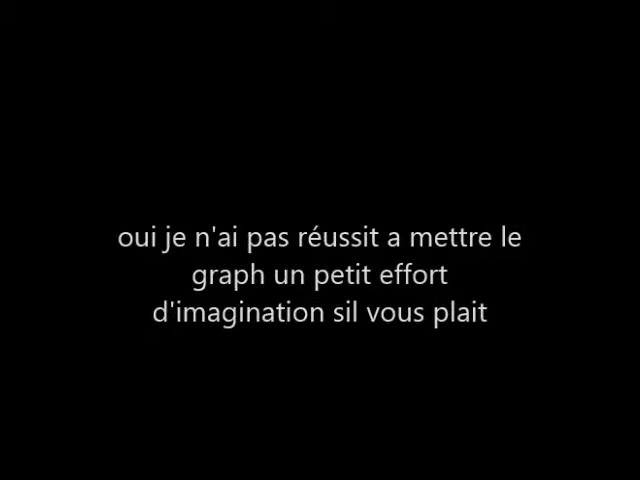 oui je n'ai pas réussit a mettre le
graph un petit effort
d'imagination sil vous plait